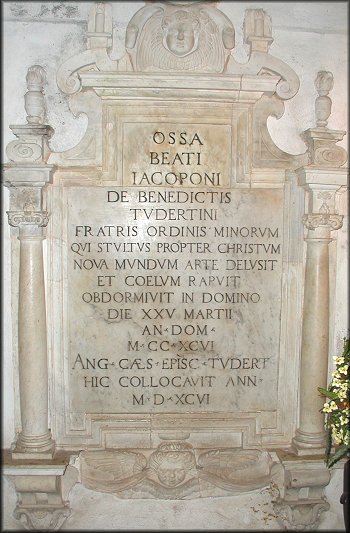 OSSA
BEATI
IACOPONI
DE BENEDICTIS
TVDERTINI
FRATRIS ORDINIS MINORUM
QVI STVLTVS PROPTER CHRISTVM
NOVA MVNDVM ARTE DELVSIT
ET COELVM RAPVIT
OBDORMIVIT IN DOMINO
DIE XXV MARTII
AN·DOM·
M·CC·XCVI
ANG·CÆS·EPISC·TVDERT
HIC COLLOCAVIT ANN·
M·D·XCVI